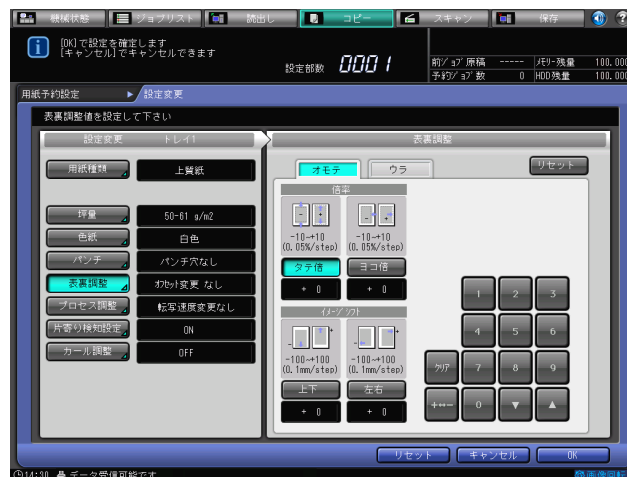 機械状態 ジョブリスト 読出し コピー スキャン 保存
[OK]で設定を確定します
[キャンセル]でキャンセルできます
設定部数 0001
前ジョブ原稿 ----- メモリー残量 100.000
予約ジョブ数 0 HDD残量 100.000
用紙予約設定 設定変更
表裏調整値を設定して下さい
設定変更 トレイ1
表裏調整
用紙種類 上質紙
坪量 50-61 g/m2
色紙 白色
パンチ パンチ穴なし
表裏調整 オフセット変更 なし
プロセス調整 転写速度変更なし
片寄り検知設定 ON
カール調整 OFF
オモテ ウラ リセット
倍率
-10~+10 -10~+10
(0.05%/step) (0.05%/step)
タテ倍 ヨコ倍
+ 0 + 0
イメージシフト
-100~+100 -100~+100
(0.1mm/step) (0.1mm/step)
上下 左右
+ 0 + 0
1 2 3
4 5 6
クリア 7 8 9
+↔- 0 ▼ ▲
リセット キャンセル OK
14:30 データ受信可能です 画像回転